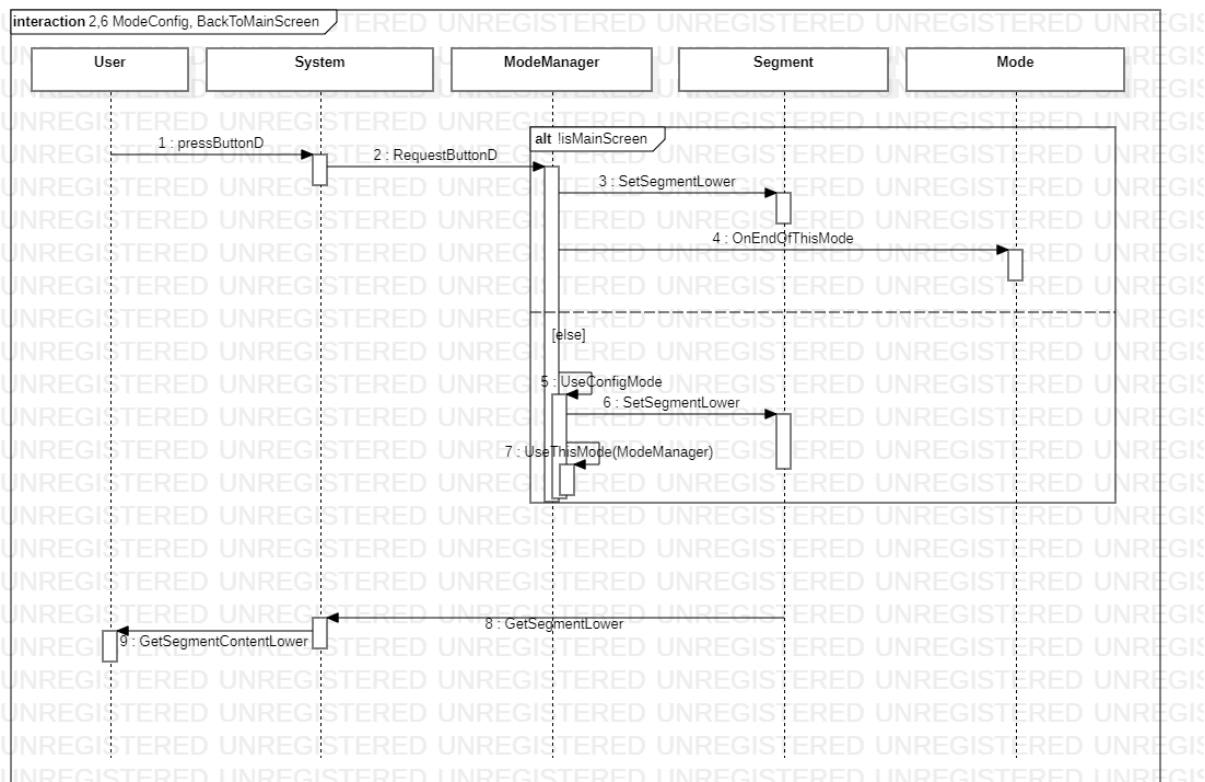 interaction 2,6 ModeConfig, BackToMainScreen
User
System
ModeManager
Segment
Mode
alt !isMainScreen
1 : pressButtonD
2 : RequestButtonD
3 : SetSegmentLower
4 : OnEndOfThisMode
[else]
5 : UseConfigMode
6 : SetSegmentLower
7 : UseThisMode(ModeManager)
8 : GetSegmentLower
9 : GetSegmentContentLower
UNREGISTERED